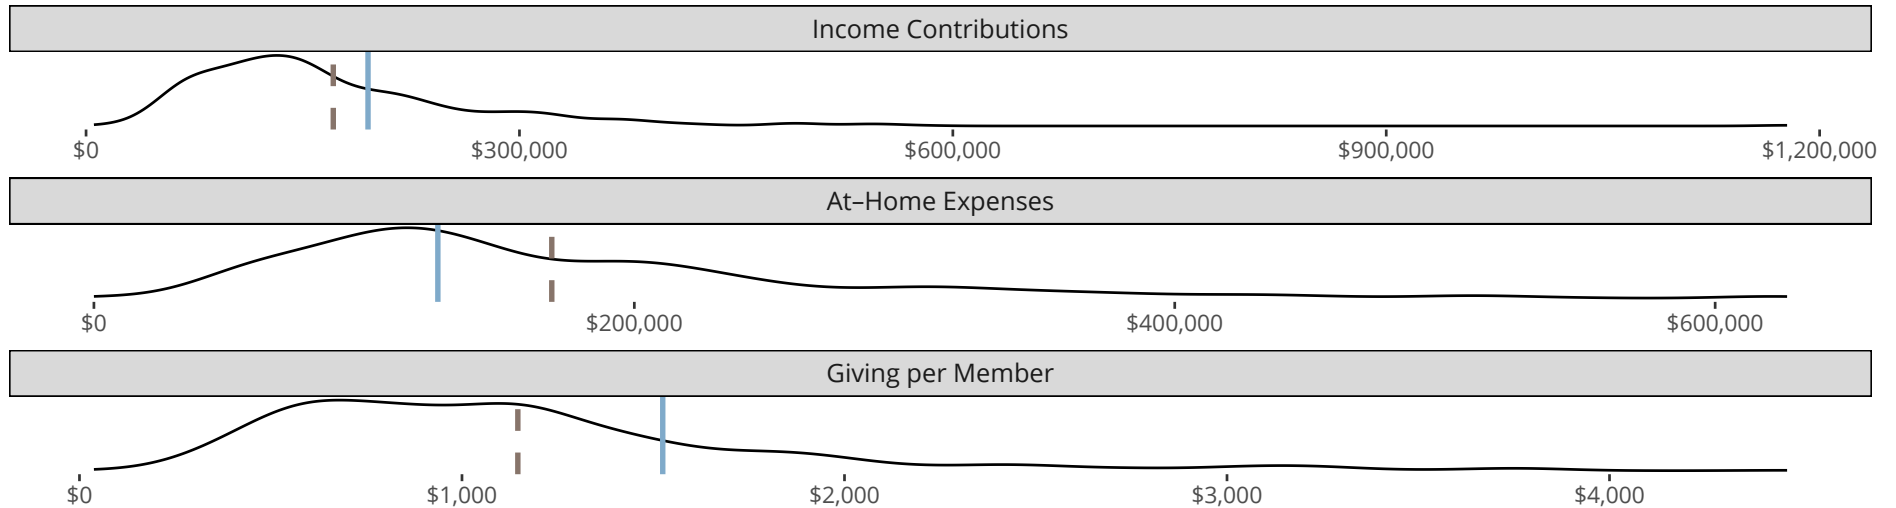 Income Contributions
$0 $300,000 $600,000 $900,000 $1,200,000
At–Home Expenses
$0 $200,000 $400,000 $600,000
Giving per Member
$0 $1,000 $2,000 $3,000 $4,000